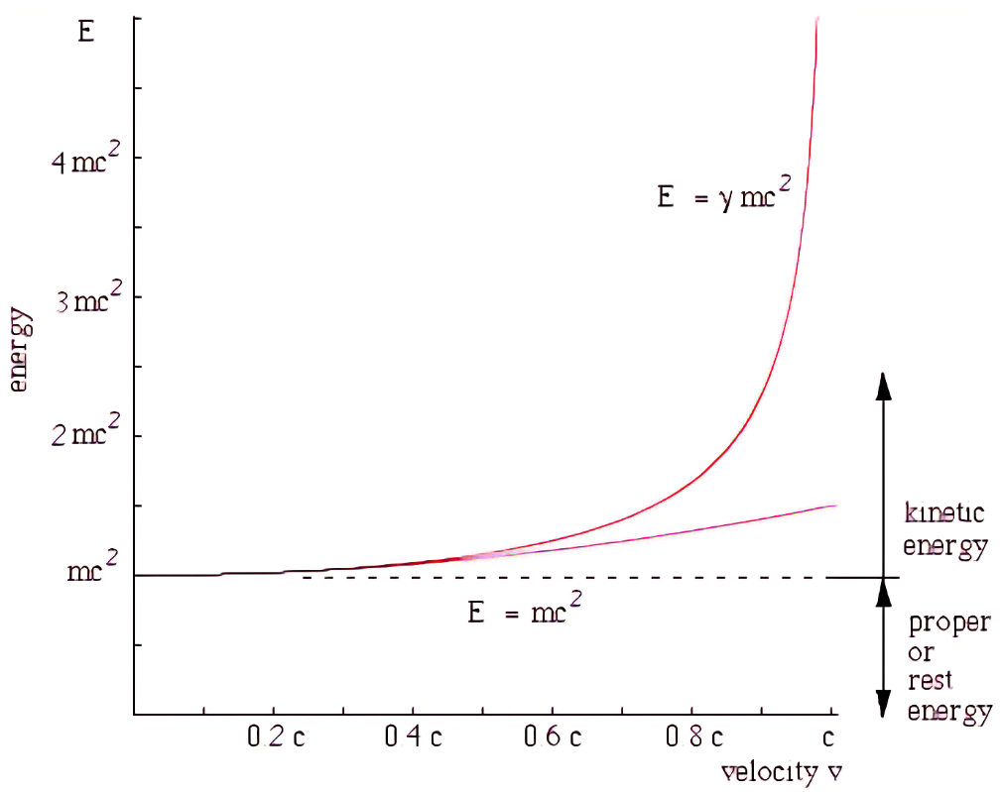 E
4 mc²
E = γ mc²
3 mc²
energy
2 mc²
kinetic
energy
mc²
E = mc²
proper
or
rest
energy
0.2 c
0.4 c
0.6 c
0.8 c
c
velocity v